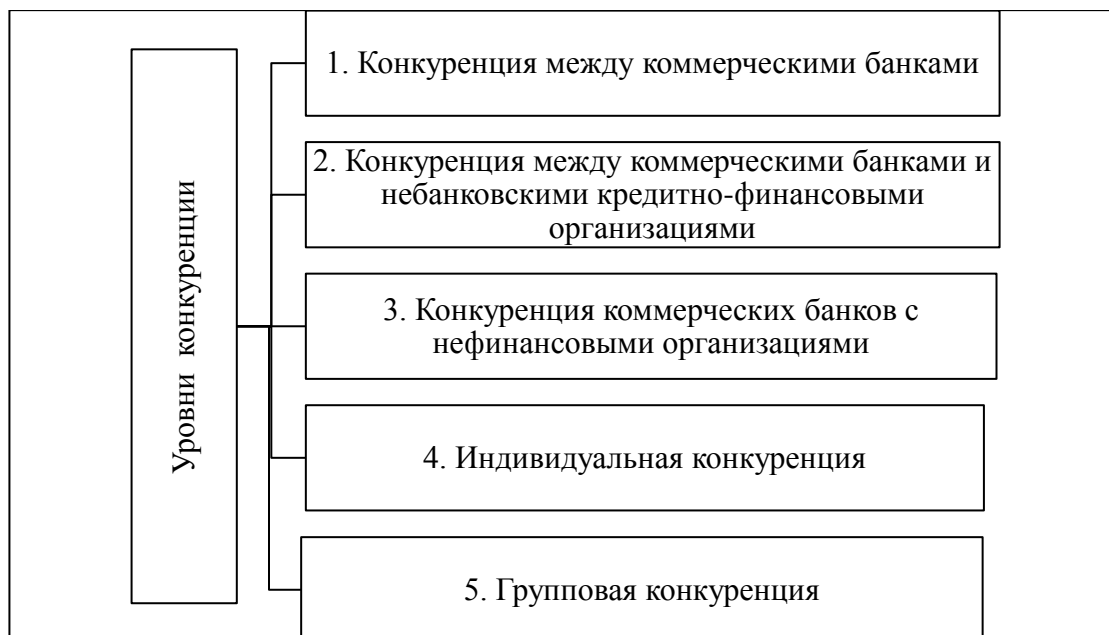 Уровни конкуренции
1. Конкуренция между коммерческими банками
2. Конкуренция между коммерческими банками и
небанковскими кредитно-финансовыми
организациями
3. Конкуренция коммерческих банков с
нефинансовыми организациями
4. Индивидуальная конкуренция
5. Групповая конкуренция